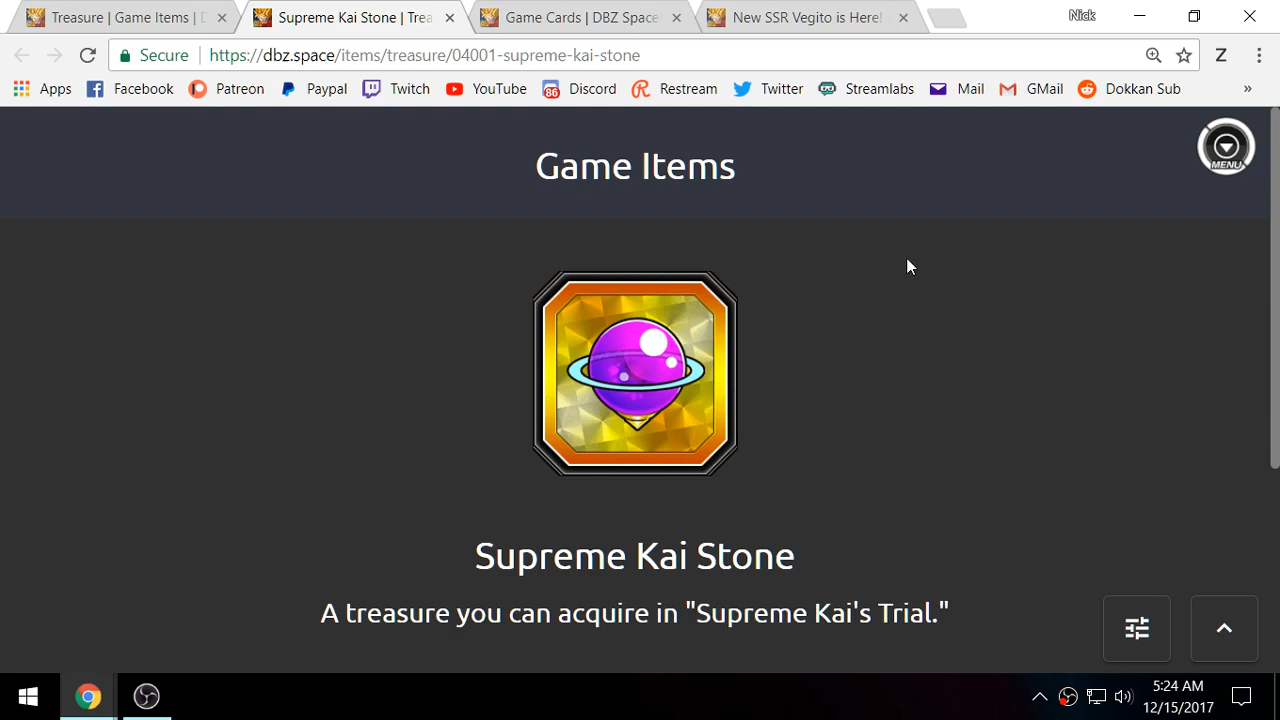 Treasure | Game Items | D
Supreme Kai Stone | Trea
Game Cards | DBZ Space
New SSR Vegito is Here!
Nick
Secure
https://dbz.space/items/treasure/04001-supreme-kai-stone
Z
Apps
Facebook
Patreon
Paypal
Twitch
YouTube
86
Discord
Restream
Twitter
Streamlabs
Mail
GMail
Dokkan Sub
»
Game Items
MENU
Supreme Kai Stone
A treasure you can acquire in "Supreme Kai's Trial."
5:24 AM
12/15/2017